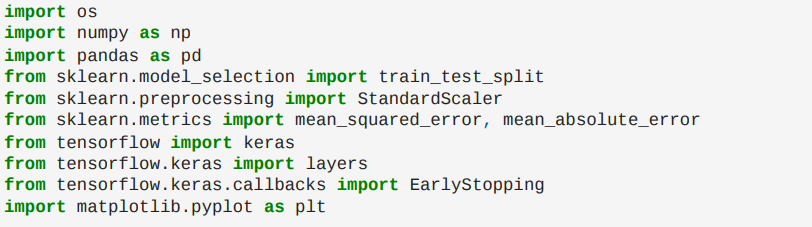 import os
import numpy as np
import pandas as pd
from sklearn.model_selection import train_test_split
from sklearn.preprocessing import StandardScaler
from sklearn.metrics import mean_squared_error, mean_absolute_error
from tensorflow import keras
from tensorflow.keras import layers
from tensorflow.keras.callbacks import EarlyStopping
import matplotlib.pyplot as plt